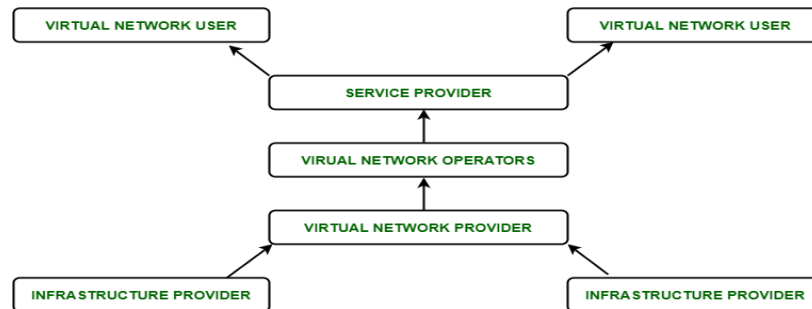 VIRTUAL NETWORK USER
VIRTUAL NETWORK USER
SERVICE PROVIDER
VIRUAL NETWORK OPERATORS
VIRTUAL NETWORK PROVIDER
INFRASTRUCTURE PROVIDER
INFRASTRUCTURE PROVIDER